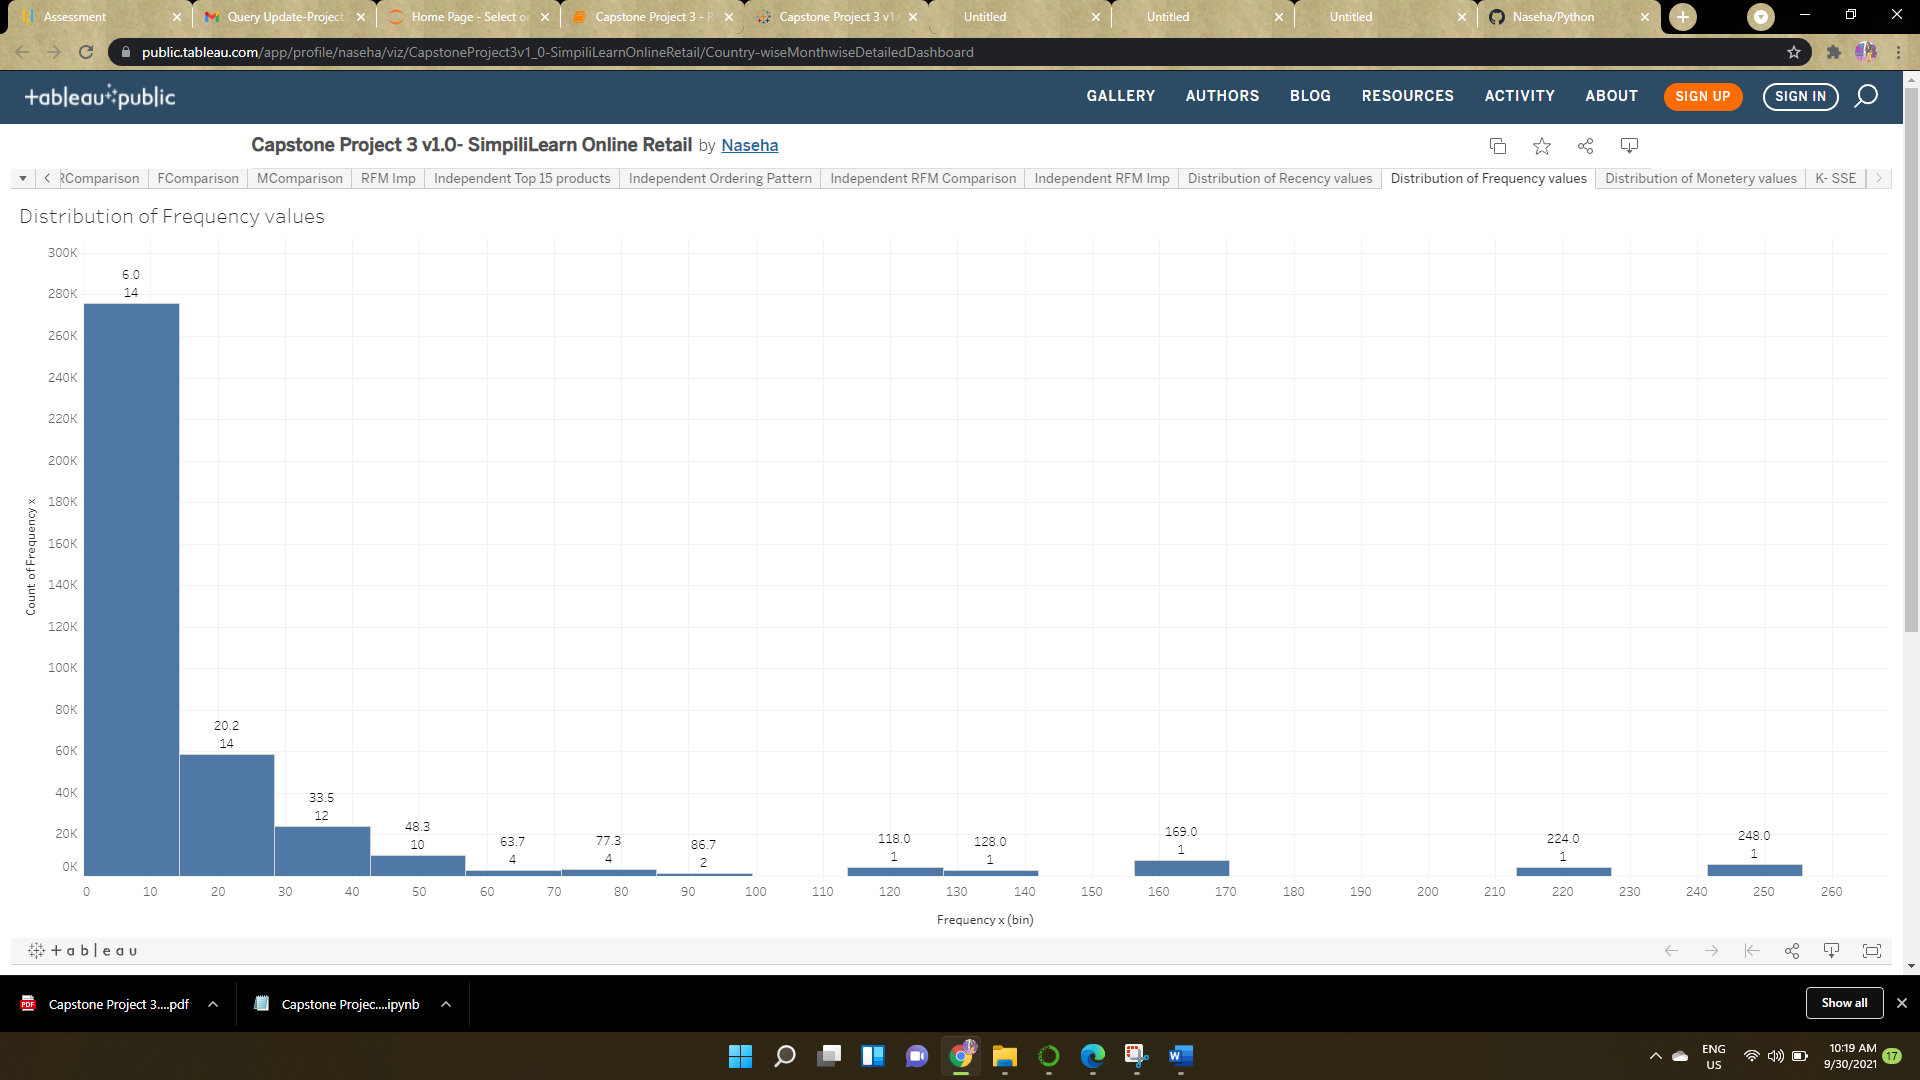 Assessment
Query Update-Project
Home Page - Select or
Capstone Project 3 - R
Capstone Project 3 v1.
Untitled
Untitled
Untitled
Naseha/Python
public.tableau.com/app/profile/naseha/viz/CapstoneProject3v1_0-SimpiliLearnOnlineRetail/Country-wiseMonthwiseDetailedDashboard
+ableau public
GALLERY
AUTHORS
BLOG
RESOURCES
ACTIVITY
ABOUT
SIGN UP
SIGN IN
Capstone Project 3 v1.0- SimpiliLearn Online Retail by Naseha
RComparison
FComparison
MComparison
RFM Imp
Independent Top 15 products
Independent Ordering Pattern
Independent RFM Comparison
Independent RFM Imp
Distribution of Recency values
Distribution of Frequency values
Distribution of Monetery values
K- SSE
Distribution of Frequency values
300K
280K
260K
240K
220K
200K
180K
160K
140K
120K
100K
80K
60K
40K
20K
0K
Count of Frequency x
6.0
14
20.2
14
33.5
12
48.3
10
63.7
4
77.3
4
86.7
2
118.0
1
128.0
1
169.0
1
224.0
1
248.0
1
0 10 20 30 40 50 60 70 80 90 100 110 120 130 140 150 160 170 180 190 200 210 220 230 240 250 260
Frequency x (bin)
+ableau
Capstone Project 3....pdf
Capstone Projec....ipynb
Show all
ENG
US
10:19 AM
9/30/2021
17